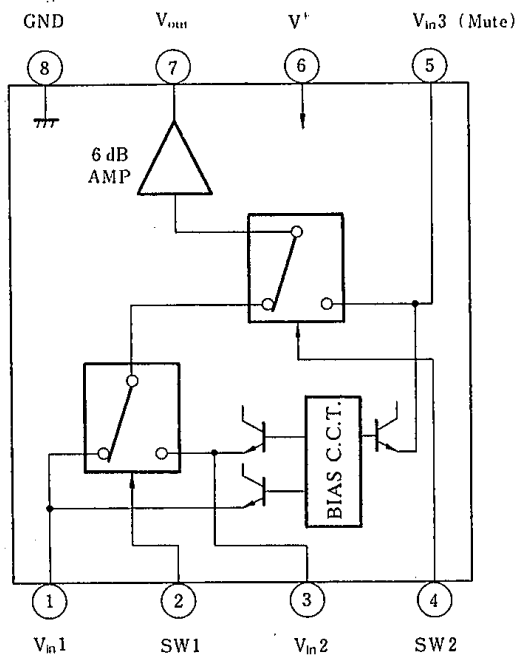 GND Vout V+ Vin3 (Mute)
8 7 6 5
6 dB
AMP
BIAS C.C.T.
1 2 3 4
Vin1 SW1 Vin2 SW2